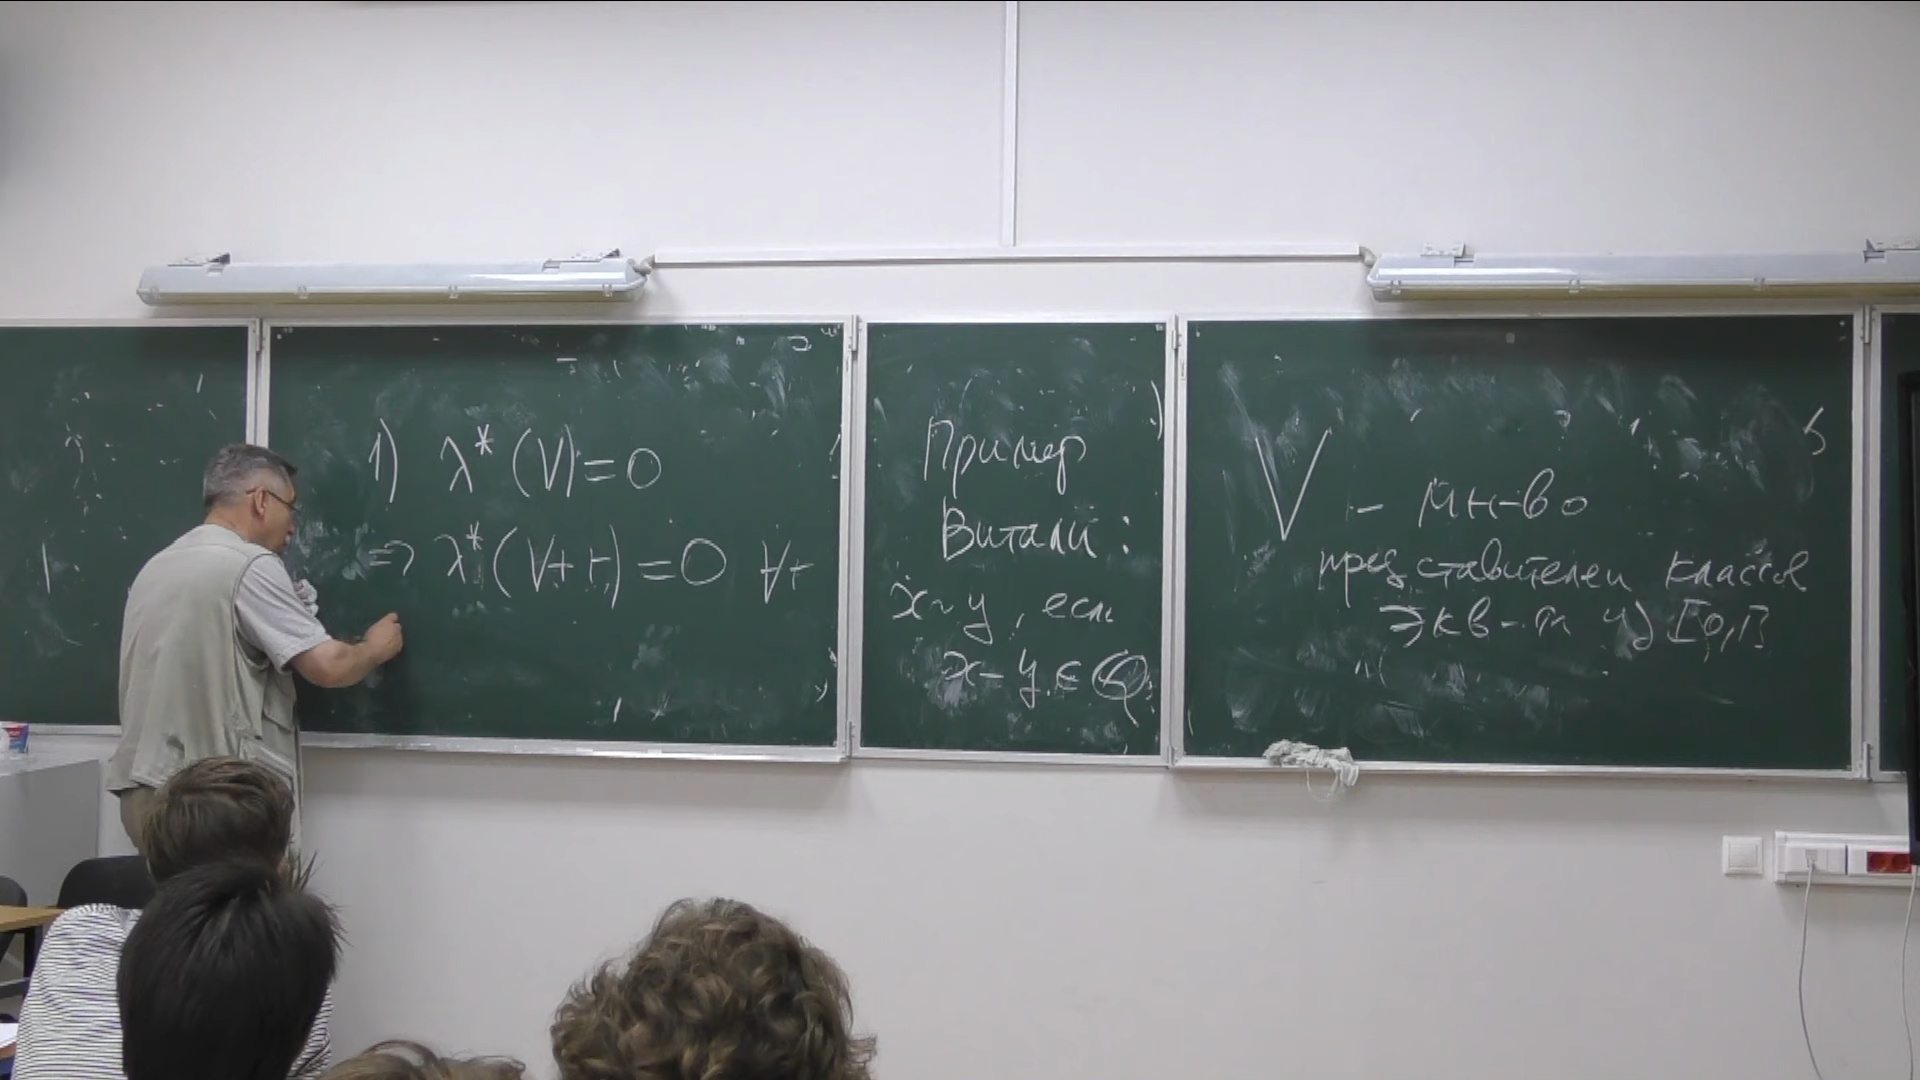 1) λ* (V) = 0
=> λ* (V + r) = 0 ∀r
Пример
Витали:
x ~ y, если
x - y ∈ Q
V - мн-во
представителей классов
экв-ти из [0,1]